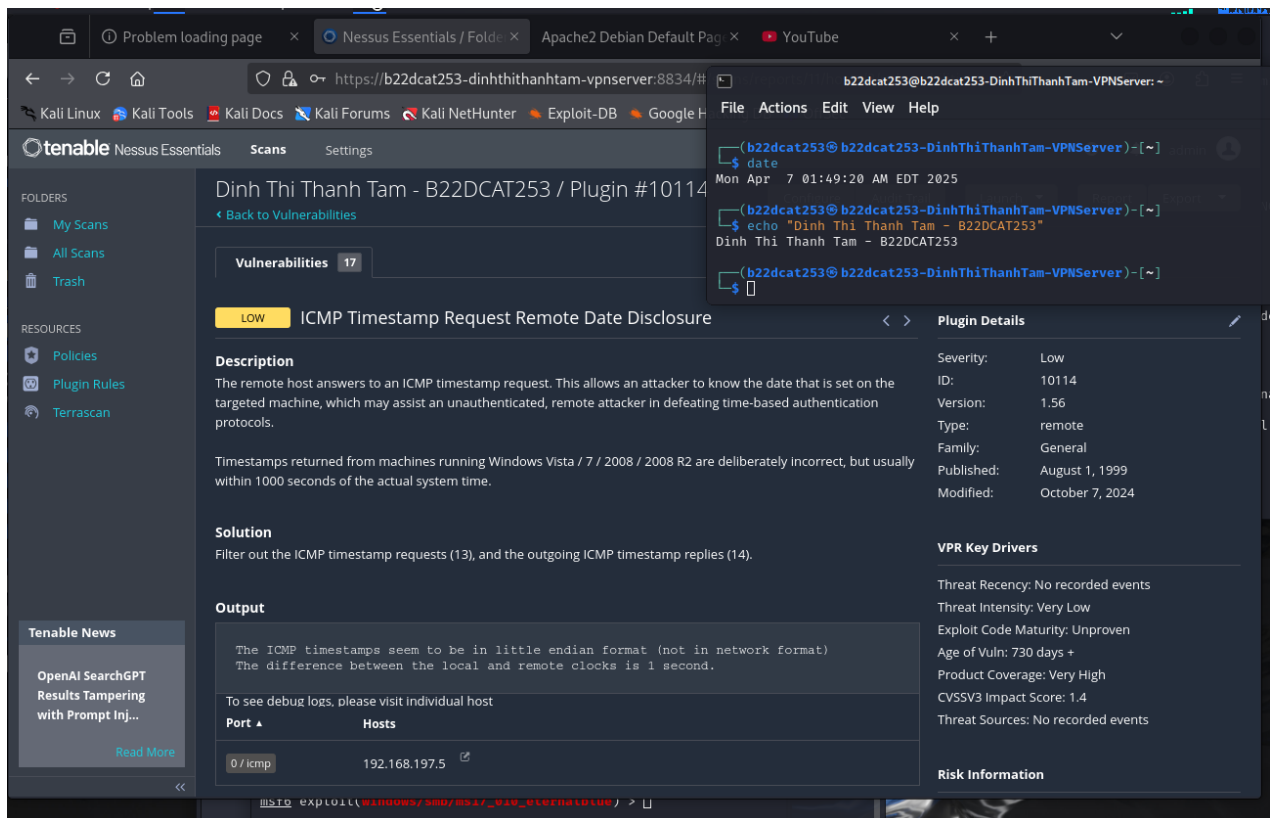 Problem loading page
Nessus Essentials / Folde
Apache2 Debian Default Pag
YouTube
https://b22dcat253-dinhthithanhtam-vpnserver:8834/#
Kali Linux
Kali Tools
Kali Docs
Kali Forums
Kali NetHunter
Exploit-DB
Google H
b22dcat253@b22dcat253-DinhThiThanhTam-VPNServer: ~
File Actions Edit View Help
(b22dcat253㉿b22dcat253-DinhThiThanhTam-VPNServer)-[~]
$ date
Mon Apr  7 01:49:20 AM EDT 2025
(b22dcat253㉿b22dcat253-DinhThiThanhTam-VPNServer)-[~]
$ echo "Dinh Thi Thanh Tam - B22DCAT253"
Dinh Thi Thanh Tam - B22DCAT253
(b22dcat253㉿b22dcat253-DinhThiThanhTam-VPNServer)-[~]
$
tenable Nessus Essentials
Scans
Settings
FOLDERS
My Scans
All Scans
Trash
RESOURCES
Policies
Plugin Rules
Terrascan
Tenable News
OpenAI SearchGPT
Results Tampering
with Prompt Inj...
Read More
Dinh Thi Thanh Tam - B22DCAT253 / Plugin #10114
Back to Vulnerabilities
Vulnerabilities 17
LOW
ICMP Timestamp Request Remote Date Disclosure
Description
The remote host answers to an ICMP timestamp request. This allows an attacker to know the date that is set on the
targeted machine, which may assist an unauthenticated, remote attacker in defeating time-based authentication
protocols.
Timestamps returned from machines running Windows Vista / 7 / 2008 / 2008 R2 are deliberately incorrect, but usually
within 1000 seconds of the actual system time.
Solution
Filter out the ICMP timestamp requests (13), and the outgoing ICMP timestamp replies (14).
Output
The ICMP timestamps seem to be in little endian format (not in network format)
The difference between the local and remote clocks is 1 second.
To see debug logs, please visit individual host
Port Hosts
0 / icmp 192.168.197.5
Plugin Details
Severity: Low
ID: 10114
Version: 1.56
Type: remote
Family: General
Published: August 1, 1999
Modified: October 7, 2024
VPR Key Drivers
Threat Recency: No recorded events
Threat Intensity: Very Low
Exploit Code Maturity: Unproven
Age of Vuln: 730 days +
Product Coverage: Very High
CVSSV3 Impact Score: 1.4
Threat Sources: No recorded events
Risk Information
msf6 exploit(windows/smb/ms17_010_eternalblue) >